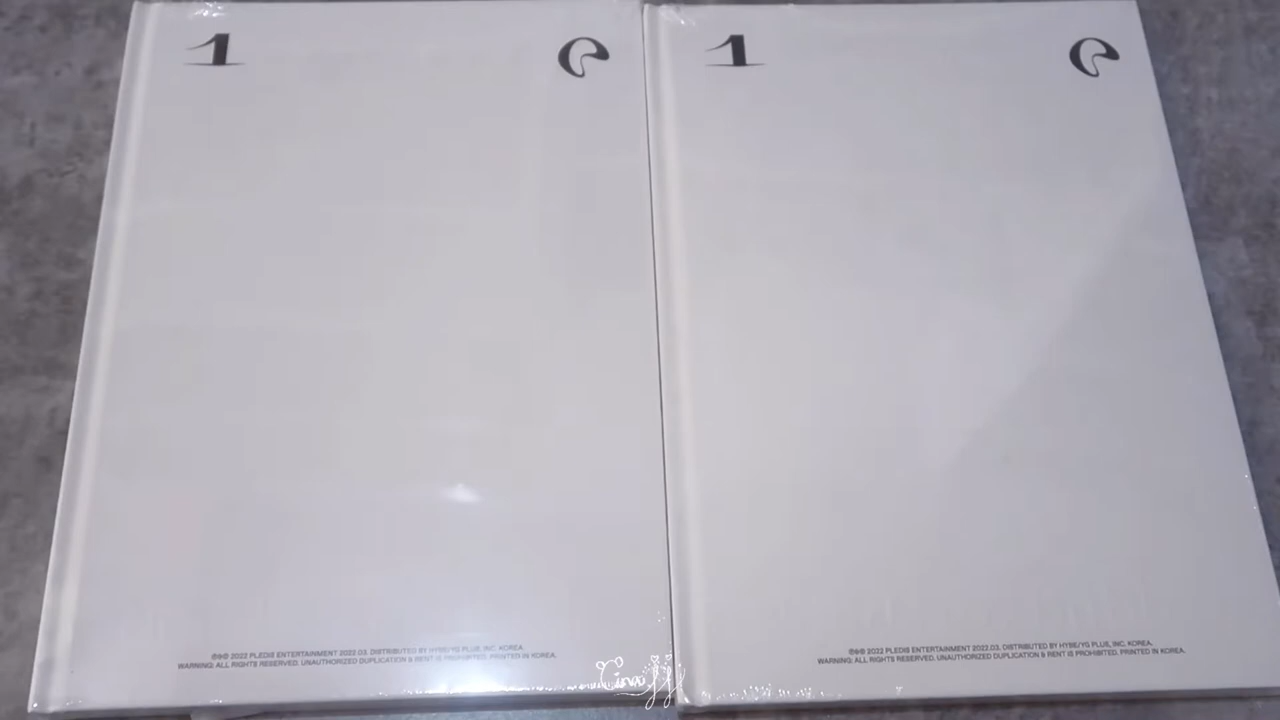 1 e
℗&© 2022 PLEDIS ENTERTAINMENT 2022.03. DISTRIBUTED BY HYBE/YG PLUS, INC. KOREA.
WARNING: ALL RIGHTS RESERVED. UNAUTHORIZED DUPLICATION & RENT IS PROHIBITED. PRINTED IN KOREA.
1 e
℗&© 2022 PLEDIS ENTERTAINMENT 2022.03. DISTRIBUTED BY HYBE/YG PLUS, INC. KOREA.
WARNING: ALL RIGHTS RESERVED. UNAUTHORIZED DUPLICATION & RENT IS PROHIBITED. PRINTED IN KOREA.